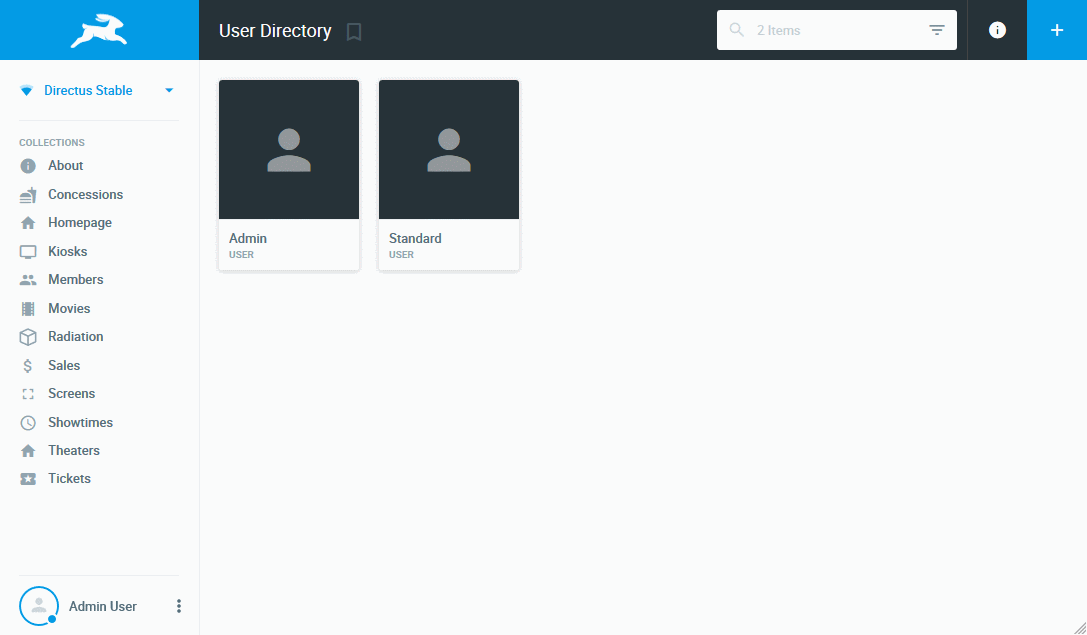 User Directory
2 Items
Directus Stable
COLLECTIONS
About
Concessions
Homepage
Kiosks
Members
Movies
Radiation
Sales
Screens
Showtimes
Theaters
Tickets
Admin User
Admin
USER
Standard
USER